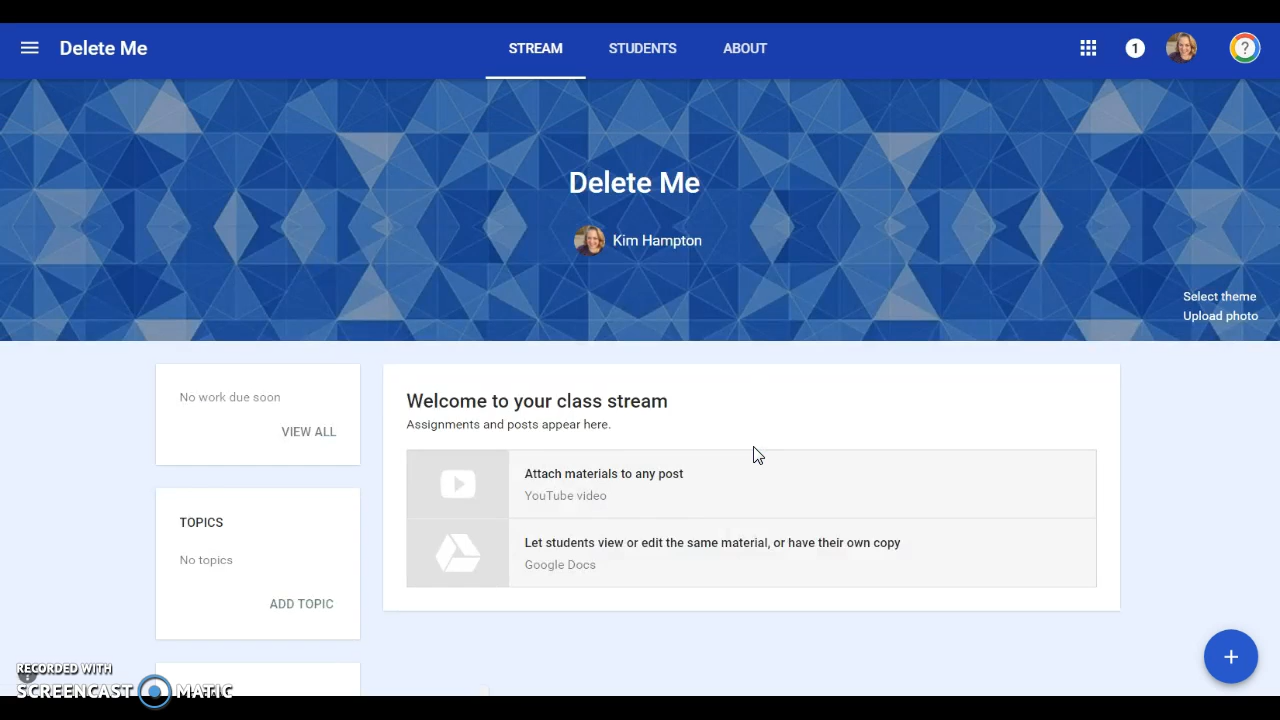 Delete Me
STREAM
STUDENTS
ABOUT
1
?
Delete Me
Kim Hampton
Select theme
Upload photo
No work due soon
VIEW ALL
Welcome to your class stream
Assignments and posts appear here.
Attach materials to any post
YouTube video
TOPICS
No topics
ADD TOPIC
Let students view or edit the same material, or have their own copy
Google Docs
+
RECORDED WITH
SCREENCAST MATIC